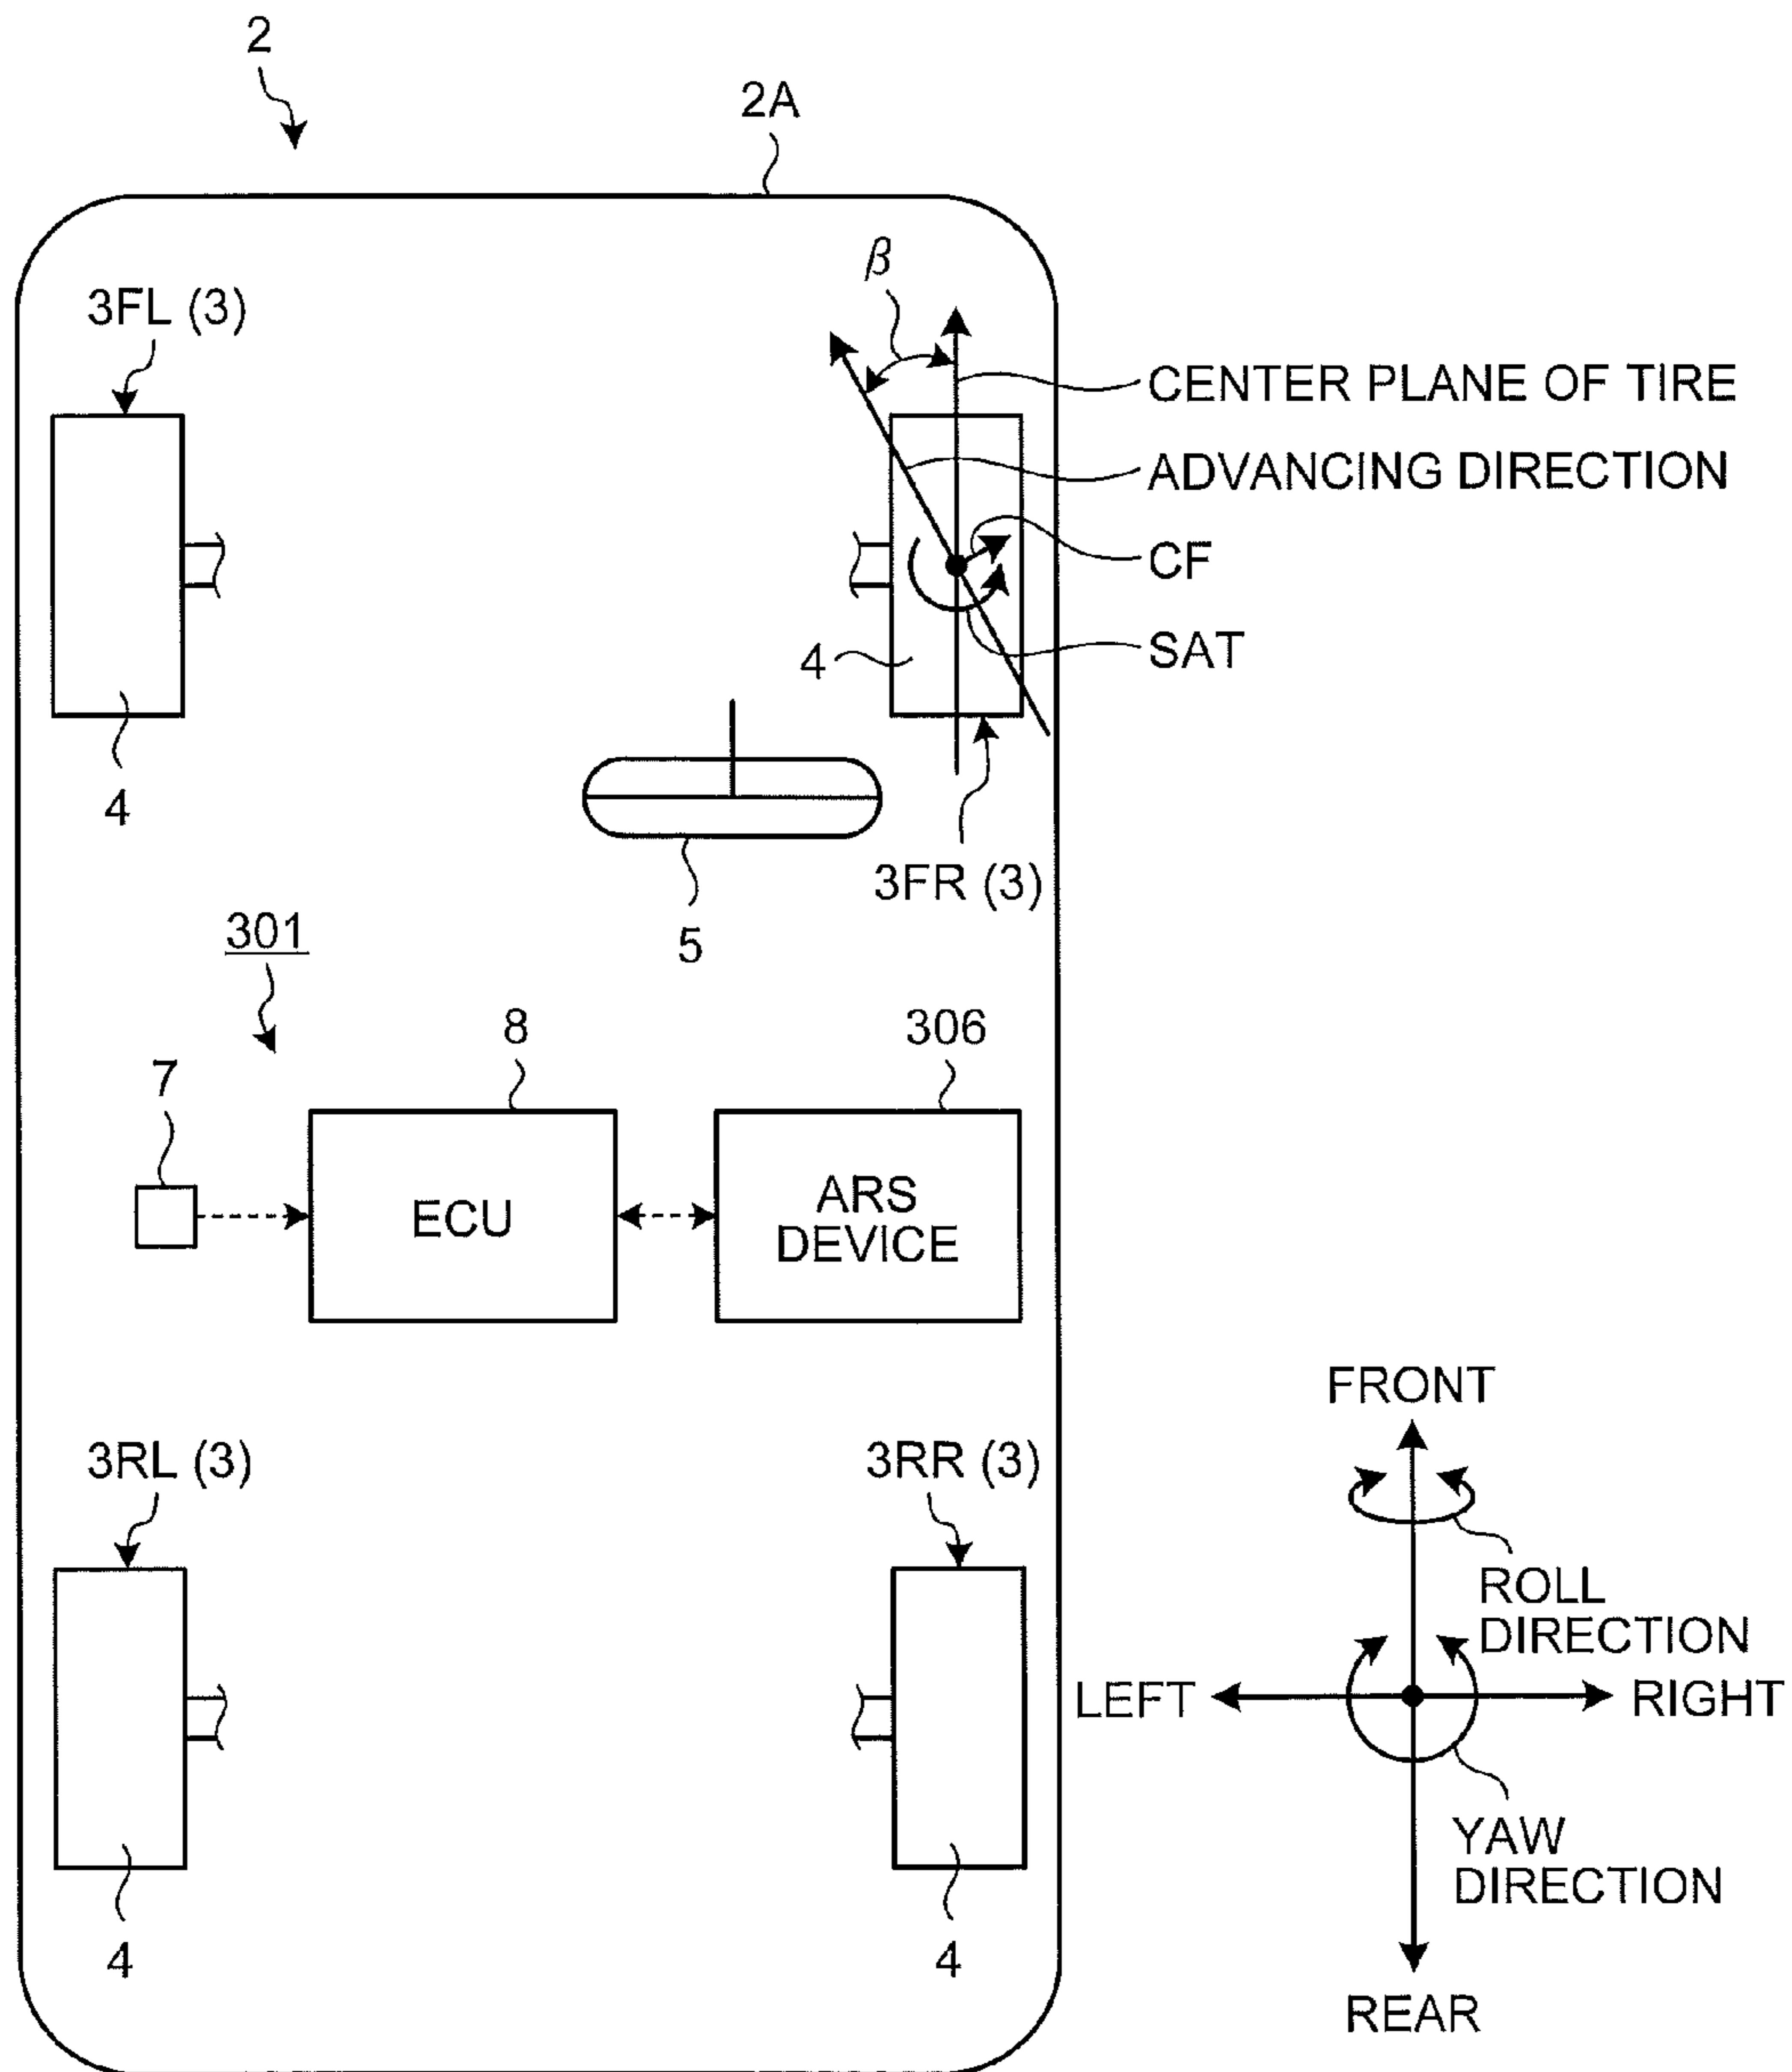 2
2A
β
3FL (3)
CENTER PLANE OF TIRE
ADVANCING DIRECTION
CF
SAT
4
4
3FR (3)
5
301
8
306
7
ECU
ARS
DEVICE
FRONT
3RL (3)
3RR (3)
ROLL
DIRECTION
LEFT
RIGHT
YAW
DIRECTION
4
4
REAR